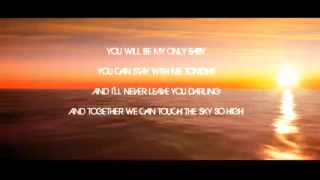 YOU WILL BE MY ONLY BABY
YOU CAN STAY WITH ME TONIGHT
AND I'LL NEVER LEAVE YOU DARLING
AND TOGETHER WE CAN TOUCH THE SKY SO HIGH